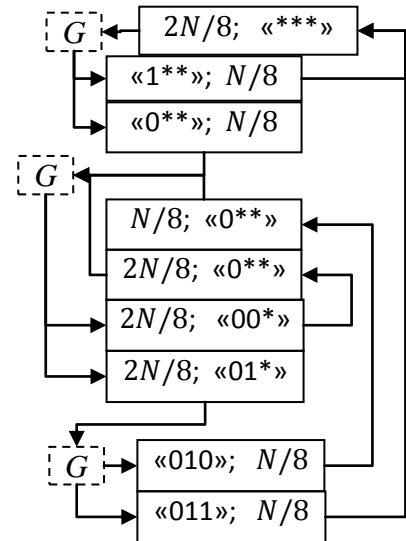 G
2N/8; «***»
«1**»; N/8
«0**»; N/8
G
N/8; «0**»
2N/8; «0**»
2N/8; «00*»
2N/8; «01*»
G
«010»; N/8
«011»; N/8